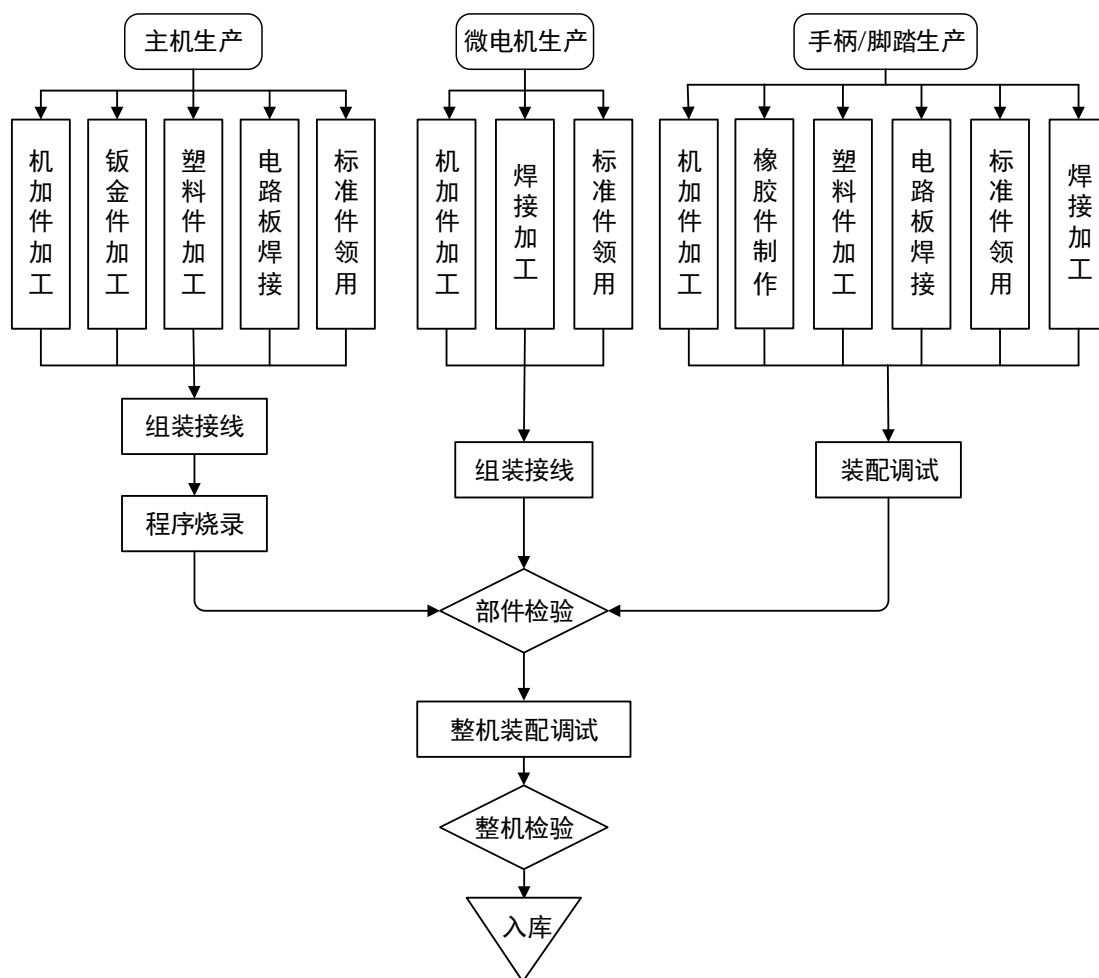 主机生产
微电机生产
手柄/脚踏生产
机加件加工
钣金件加工
塑料件加工
电路板焊接
标准件领用
机加件加工
焊接加工
标准件领用
机加件加工
橡胶件制作
塑料件加工
电路板焊接
标准件领用
焊接加工
组装接线
组装接线
装配调试
程序烧录
部件检验
整机装配调试
整机检验
入库